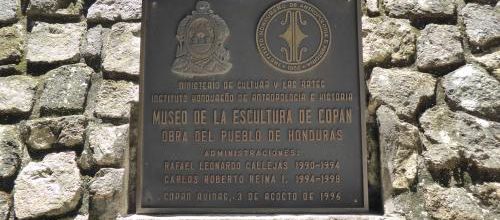 MINISTERIO DE CULTURA Y LAS ARTES
INSTITUTO HONDUREÑO DE ANTROPOLOGIA E HISTORIA
MUSEO DE LA ESCULTURA DE COPAN
OBRA DEL PUEBLO DE HONDURAS
ADMINISTRACIONES:
RAFAEL LEONARDO CALLEJAS 1990-1994
CARLOS ROBERTO REINA I. 1994-1998
COPAN RUINAS, 3 DE AGOSTO DE 1996